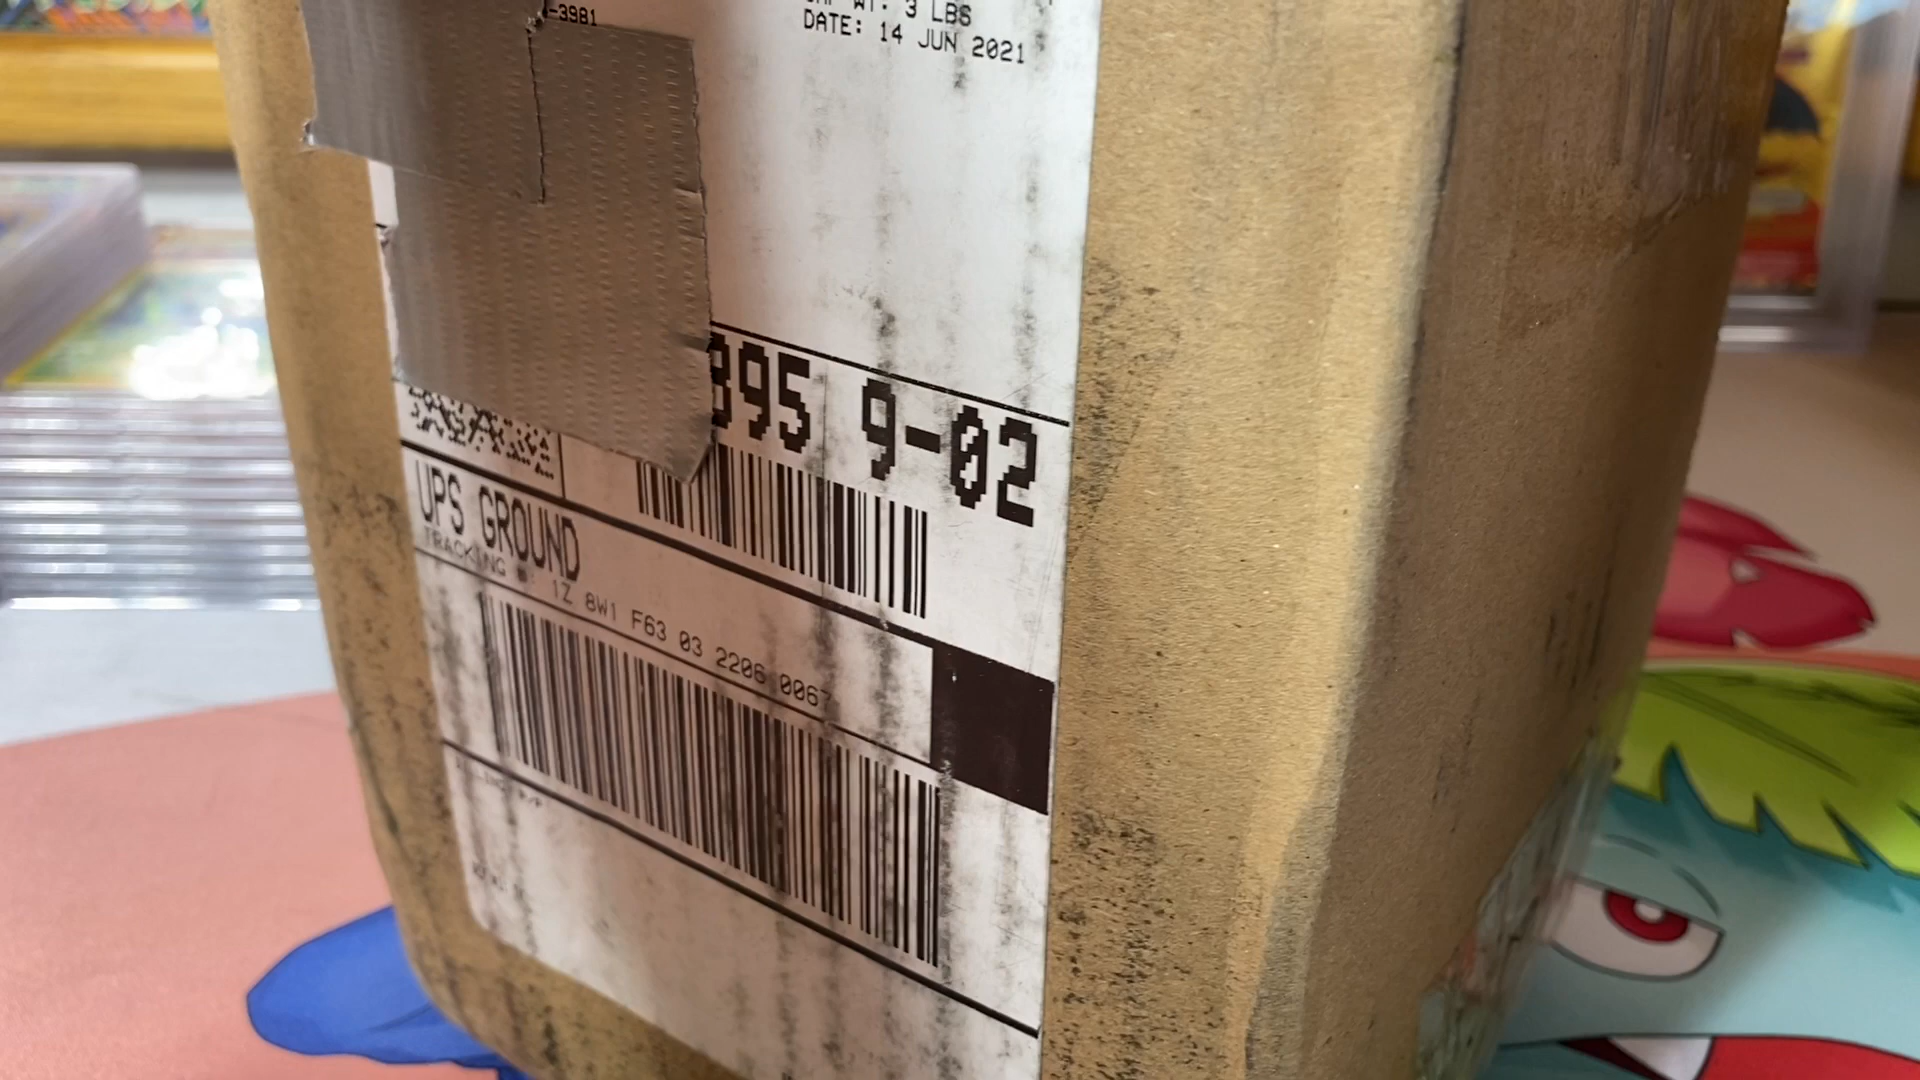 -3981
WT: 3 LBS
DATE: 14 JUN 2021
395 9-02
UPS GROUND
TRACKING #: 1Z 8W1 F63 03 2206 0067